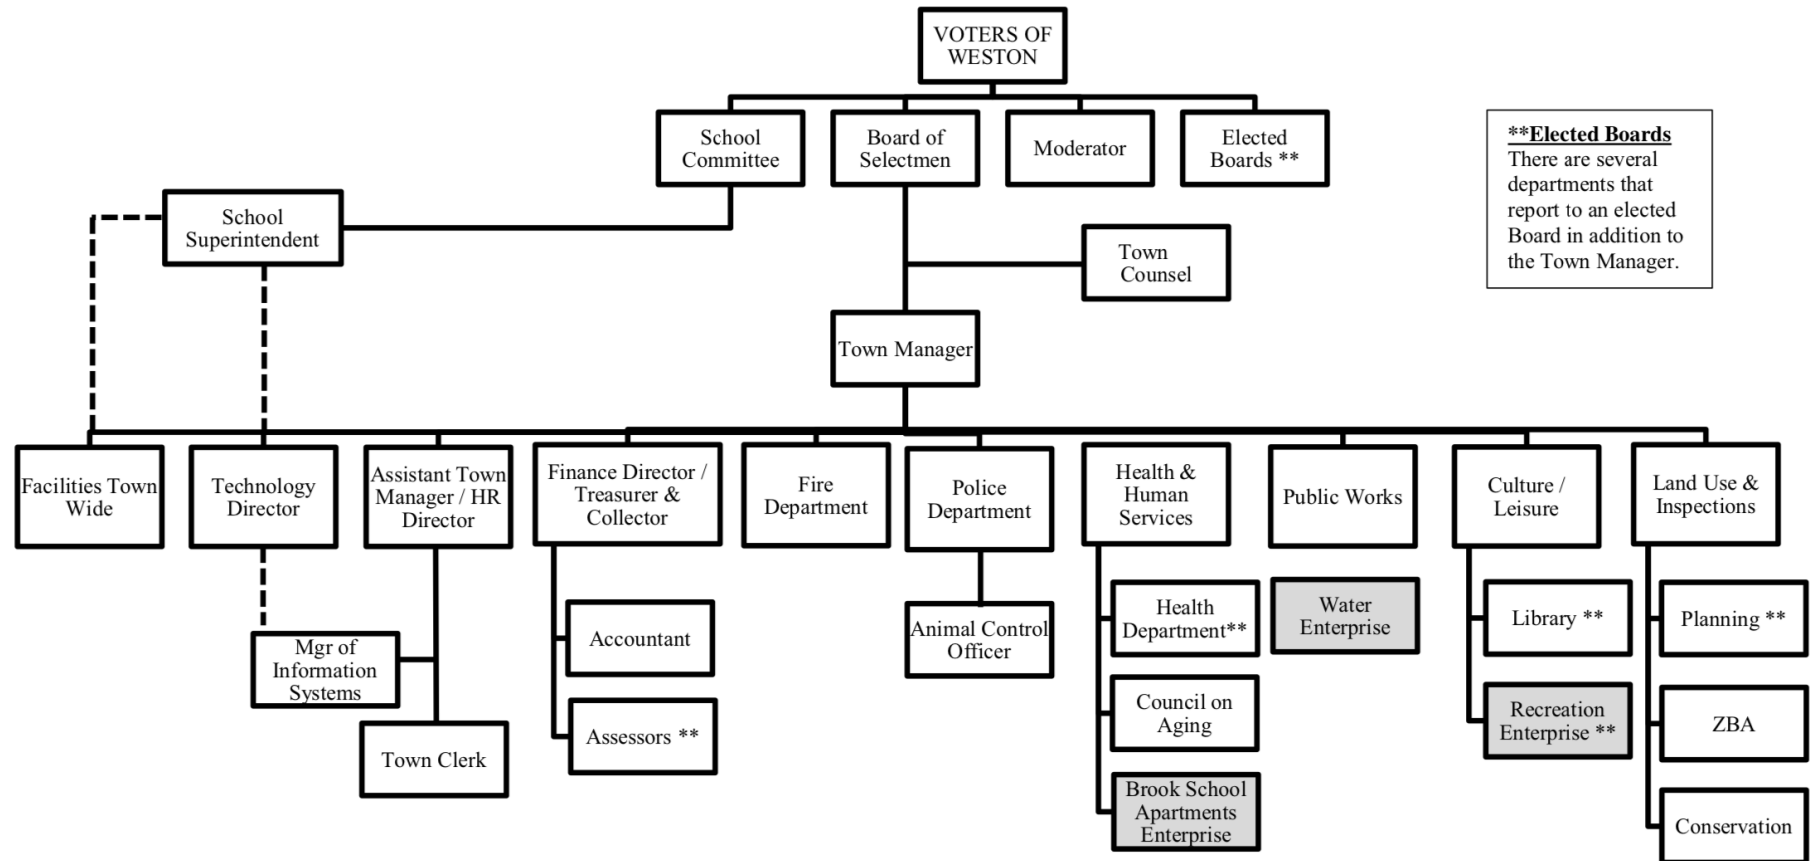 VOTERS OF
WESTON
School
Committee
Board of
Selectmen
Moderator
Elected
Boards **
**Elected Boards
There are several
departments that
report to an elected
Board in addition to
the Town Manager.
School
Superintendent
Town
Counsel
Town Manager
Facilities Town
Wide
Technology
Director
Assistant Town
Manager / HR
Director
Finance Director /
Treasurer &
Collector
Fire
Department
Police
Department
Health &
Human
Services
Public Works
Culture /
Leisure
Land Use &
Inspections
Mgr of
Information
Systems
Town Clerk
Accountant
Assessors **
Animal Control
Officer
Health
Department**
Council on
Aging
Brook School
Apartments
Enterprise
Water
Enterprise
Library **
Recreation
Enterprise **
Planning **
ZBA
Conservation